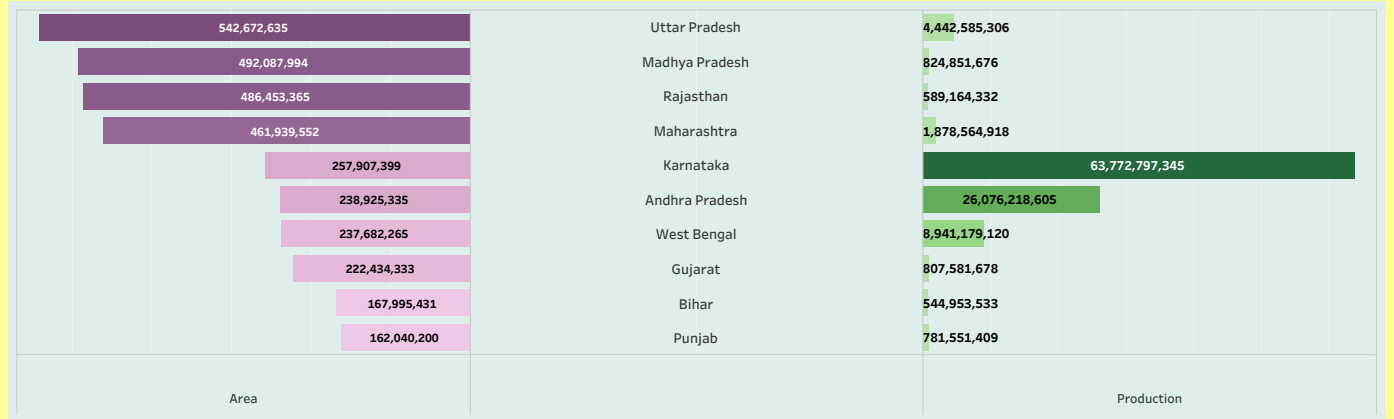 542,672,635 Uttar Pradesh 4,442,585,306
492,087,994 Madhya Pradesh 824,851,676
486,453,365 Rajasthan 589,164,332
461,939,552 Maharashtra 1,878,564,918
257,907,399 Karnataka 63,772,797,345
238,925,335 Andhra Pradesh 26,076,218,605
237,682,265 West Bengal 8,941,179,120
222,434,333 Gujarat 807,581,678
167,995,431 Bihar 544,953,533
162,040,200 Punjab 781,551,409
Area Production